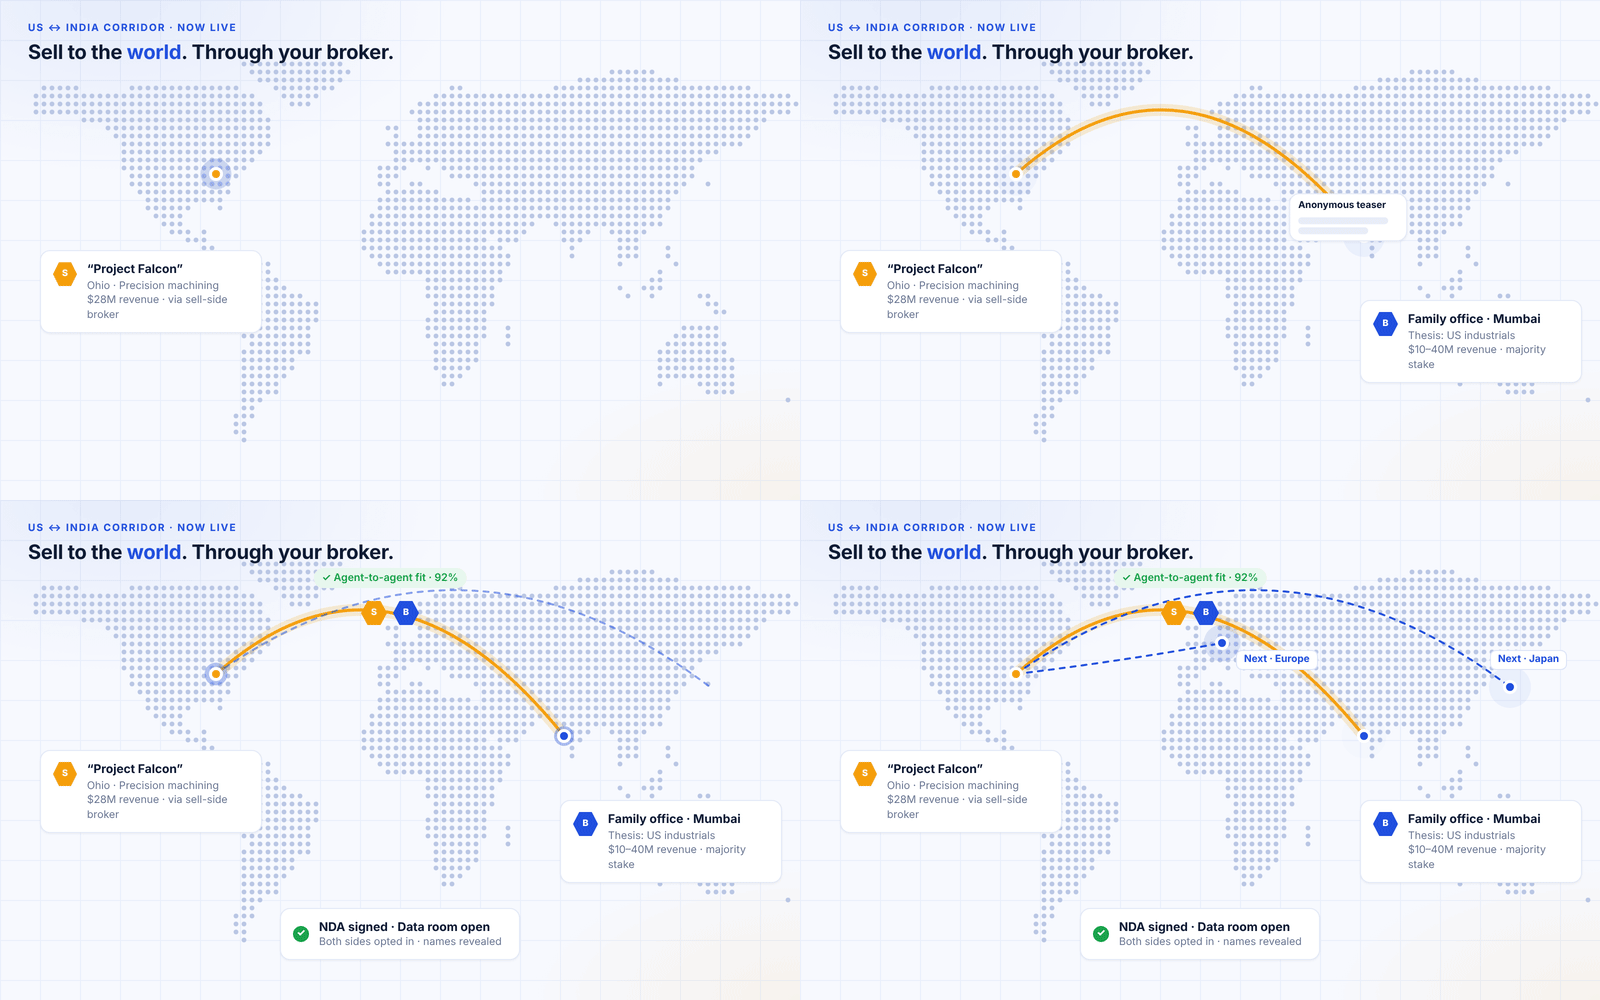 US ↔ INDIA CORRIDOR · NOW LIVE
Sell to the world. Through your broker.
S
“Project Falcon”
Ohio · Precision machining
$28M revenue · via sell-side
broker
US ↔ INDIA CORRIDOR · NOW LIVE
Sell to the world. Through your broker.
Anonymous teaser
S
“Project Falcon”
Ohio · Precision machining
$28M revenue · via sell-side
broker
B
Family office · Mumbai
Thesis: US industrials
$10–40M revenue · majority
stake
US ↔ INDIA CORRIDOR · NOW LIVE
Sell to the world. Through your broker.
✓ Agent-to-agent fit · 92%
S
B
S
“Project Falcon”
Ohio · Precision machining
$28M revenue · via sell-side
broker
B
Family office · Mumbai
Thesis: US industrials
$10–40M revenue · majority
stake
NDA signed · Data room open
Both sides opted in · names revealed
US ↔ INDIA CORRIDOR · NOW LIVE
Sell to the world. Through your broker.
✓ Agent-to-agent fit · 92%
S
B
Next · Europe
Next · Japan
S
“Project Falcon”
Ohio · Precision machining
$28M revenue · via sell-side
broker
B
Family office · Mumbai
Thesis: US industrials
$10–40M revenue · majority
stake
NDA signed · Data room open
Both sides opted in · names revealed